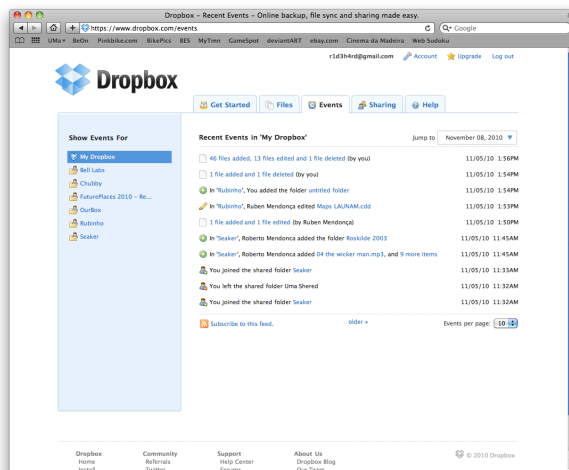 Dropbox – Recent Events – Online backup, file sync and sharing made easy.
https://www.dropbox.com/events
Google
UMa BeOn Pinkbike.com BikePics BES MyTmn GameSpot deviantART ebay.com Cinema da Madeira Web Sudoku
r1d3h4rd@gmail.com Account Upgrade Log out
Dropbox
Get Started Files Events Sharing Help
Show Events For
My Dropbox
Bell Labs
Chubby
FuturePlaces 2010 – Re...
OurBox
Rubinho
Seaker
Recent Events in 'My Dropbox' Jump to November 08, 2010
46 files added, 13 files edited and 1 file deleted (by you) 11/05/10 1:56PM
1 file added and 1 file deleted (by you) 11/05/10 1:54PM
In 'Rubinho', You added the folder untitled folder 11/05/10 1:54PM
In 'Rubinho', Ruben Mendonça edited Maps LAUNAM.cdd 11/05/10 1:53PM
1 file added and 1 file edited (by Ruben Mendonça) 11/05/10 1:50PM
In 'Seaker', Roberto Mendonca added the folder Roskilde 2003 11/05/10 11:45AM
In 'Seaker', Roberto Mendonca added 04 the wicker man.mp3, and 9 more items 11/05/10 11:45AM
You joined the shared folder Seaker 11/05/10 11:33AM
You left the shared folder Uma Shered 11/05/10 11:32AM
You joined the shared folder Seaker 11/05/10 11:32AM
Subscribe to this feed. older » Events per page: 10
Dropbox Community Support About Us © 2010 Dropbox
Home Referrals Help Center Dropbox Blog
Install Twitter Forums Our Team